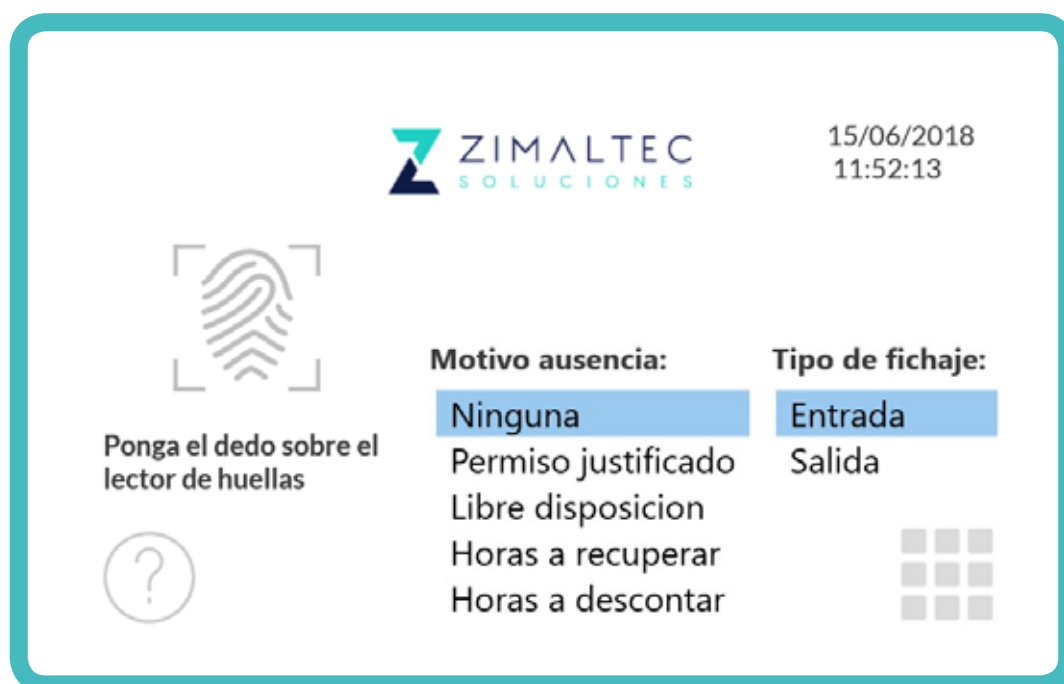 ZIMALTEC
SOLUCIONES
15/06/2018
11:52:13
Ponga el dedo sobre el
lector de huellas
?
Motivo ausencia:
Ninguna
Permiso justificado
Libre disposicion
Horas a recuperar
Horas a descontar
Tipo de fichaje:
Entrada
Salida